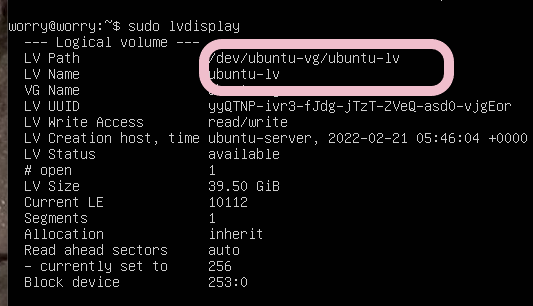 worry@worry:~$ sudo lvdisplay
--- Logical volume ---
LV Path /dev/ubuntu-vg/ubuntu-lv
LV Name ubuntu-lv
VG Name
LV UUID yyQTNP-ivr3-fJdg-jTzT-ZVeQ-asd0-vjgEor
LV Write Access read/write
LV Creation host, time ubuntu-server, 2022-02-21 05:46:04 +0000
LV Status available
# open 1
LV Size 39.50 GiB
Current LE 10112
Segments 1
Allocation inherit
Read ahead sectors auto
- currently set to 256
Block device 253:0